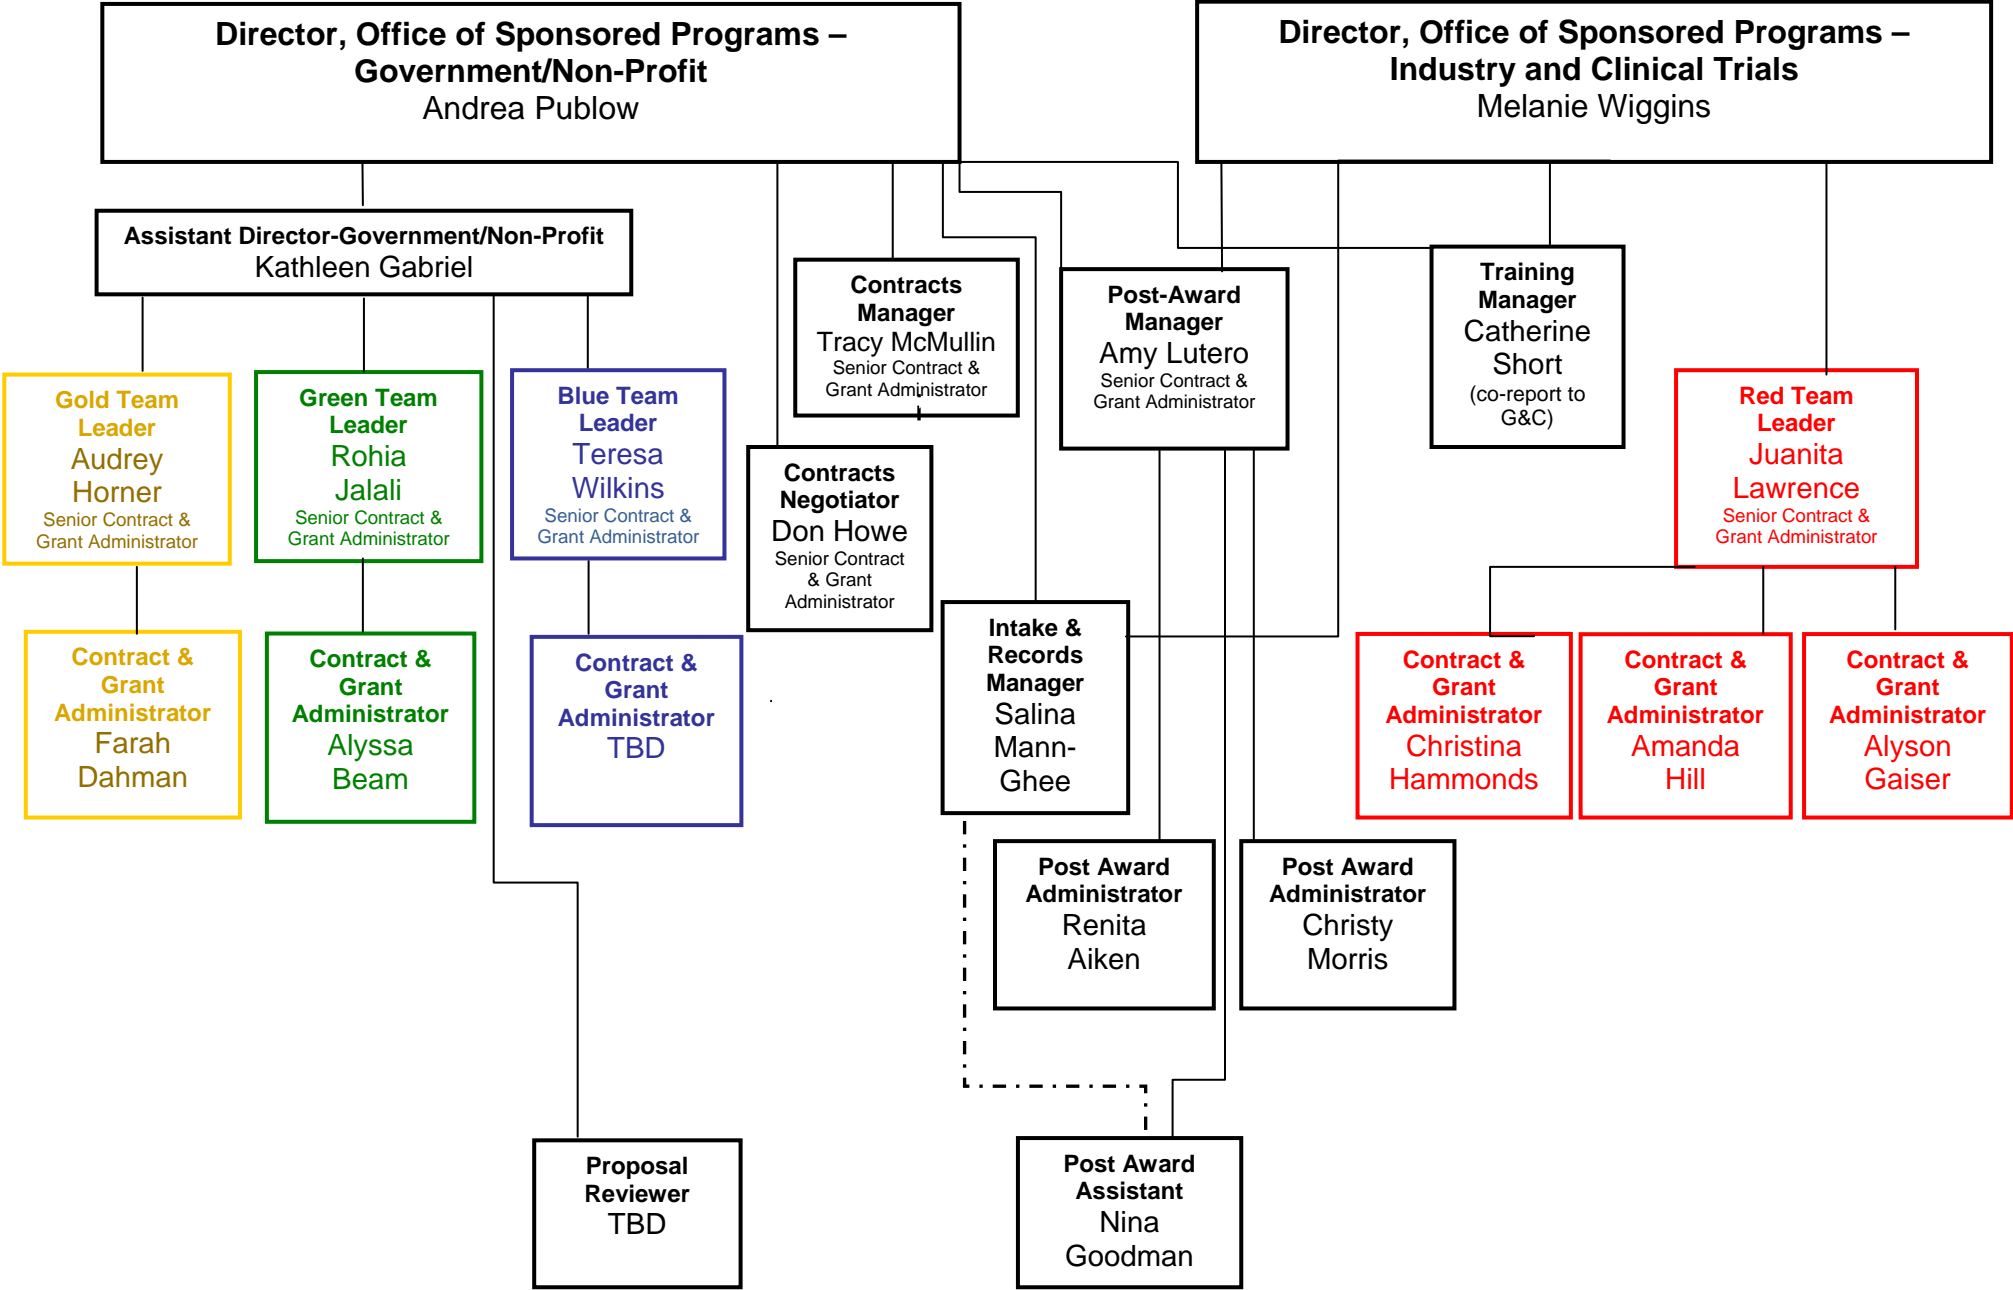 Director, Office of Sponsored Programs –
Government/Non-Profit
Andrea Publow
Director, Office of Sponsored Programs –
Industry and Clinical Trials
Melanie Wiggins
Assistant Director-Government/Non-Profit
Kathleen Gabriel
Contracts
Manager
Tracy McMullin
Senior Contract &
Grant Administrator
Post-Award
Manager
Amy Lutero
Senior Contract &
Grant Administrator
Training
Manager
Catherine
Short
(co-report to
G&C)
Gold Team
Leader
Audrey
Horner
Senior Contract &
Grant Administrator
Green Team
Leader
Rohia
Jalali
Senior Contract &
Grant Administrator
Blue Team
Leader
Teresa
Wilkins
Senior Contract &
Grant Administrator
Contracts
Negotiator
Don Howe
Senior Contract
& Grant
Administrator
Red Team
Leader
Juanita
Lawrence
Senior Contract &
Grant Administrator
Contract &
Grant
Administrator
Farah
Dahman
Contract &
Grant
Administrator
Alyssa
Beam
Contract &
Grant
Administrator
TBD
Intake &
Records
Manager
Salina
Mann-
Ghee
Contract &
Grant
Administrator
Christina
Hammonds
Contract &
Grant
Administrator
Amanda
Hill
Contract &
Grant
Administrator
Alyson
Gaiser
Post Award
Administrator
Renita
Aiken
Post Award
Administrator
Christy
Morris
Proposal
Reviewer
TBD
Post Award
Assistant
Nina
Goodman